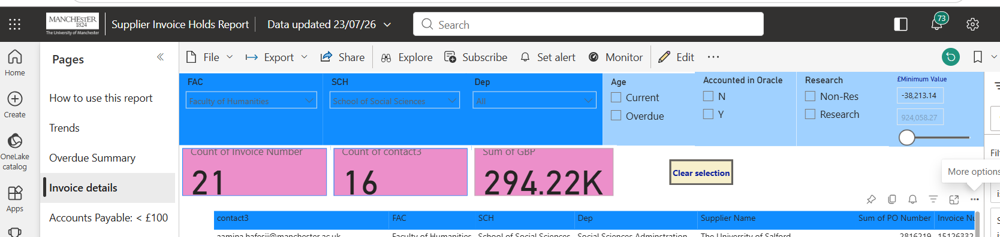 MANCHESTER
1824
The University of Manchester
Supplier Invoice Holds Report
Data updated 23/07/26
Search
73
Home
Create
OneLake
catalog
Apps
Pages
How to use this report
Trends
Overdue Summary
Invoice details
Accounts Payable: < £100
File
Export
Share
Explore
Subscribe
Set alert
Monitor
Edit
FAC
Faculty of Humanities
SCH
School of Social Sciences
Dep
All
Age
Current
Overdue
Accounted in Oracle
N
Y
Research
Non-Res
Research
£Minimum Value
-38,213.14
924,058.27
Count of Invoice Number
21
Count of contact3
16
Sum of GBP
294.22K
Clear selection
More options
contact3 FAC SCH Dep Supplier Name Sum of PO Number Invoice Nu
Faculty of Humanities School of Social Sciences Social Sciences Adminstration The University of Salford 2816219 15126332